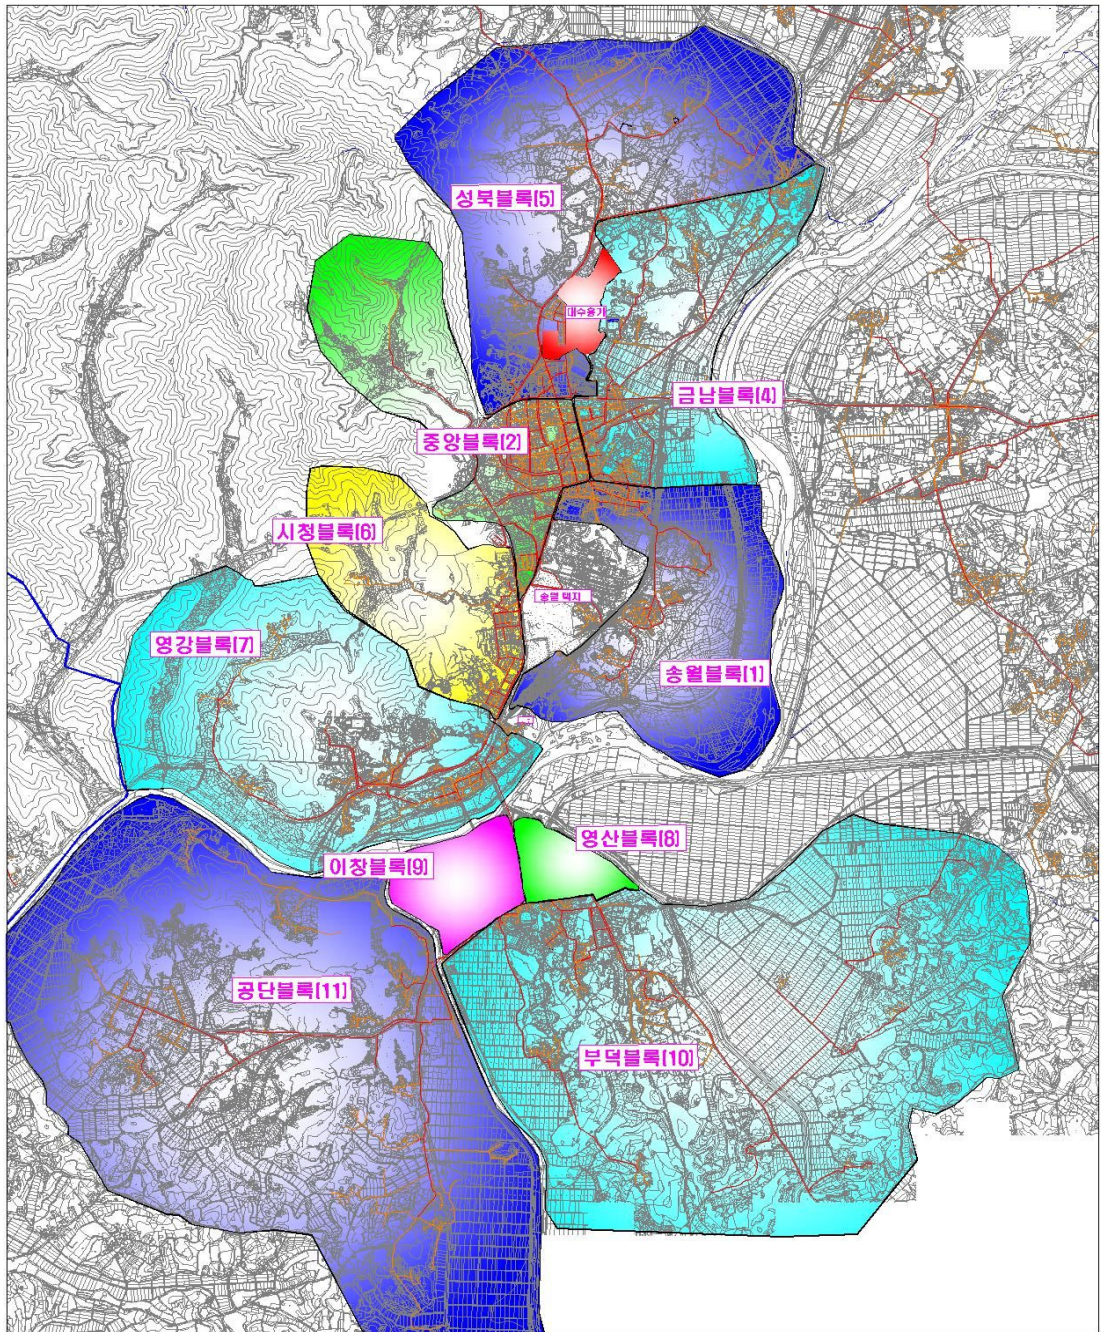 성북블록(5)
대수용가
금남블록(4)
중앙블록(2)
시청블록(6)
송월 택지
영강블록(7)
송월블록(1)
영산블록(8)
이창블록(9)
공단블록(11)
부덕블록(10)